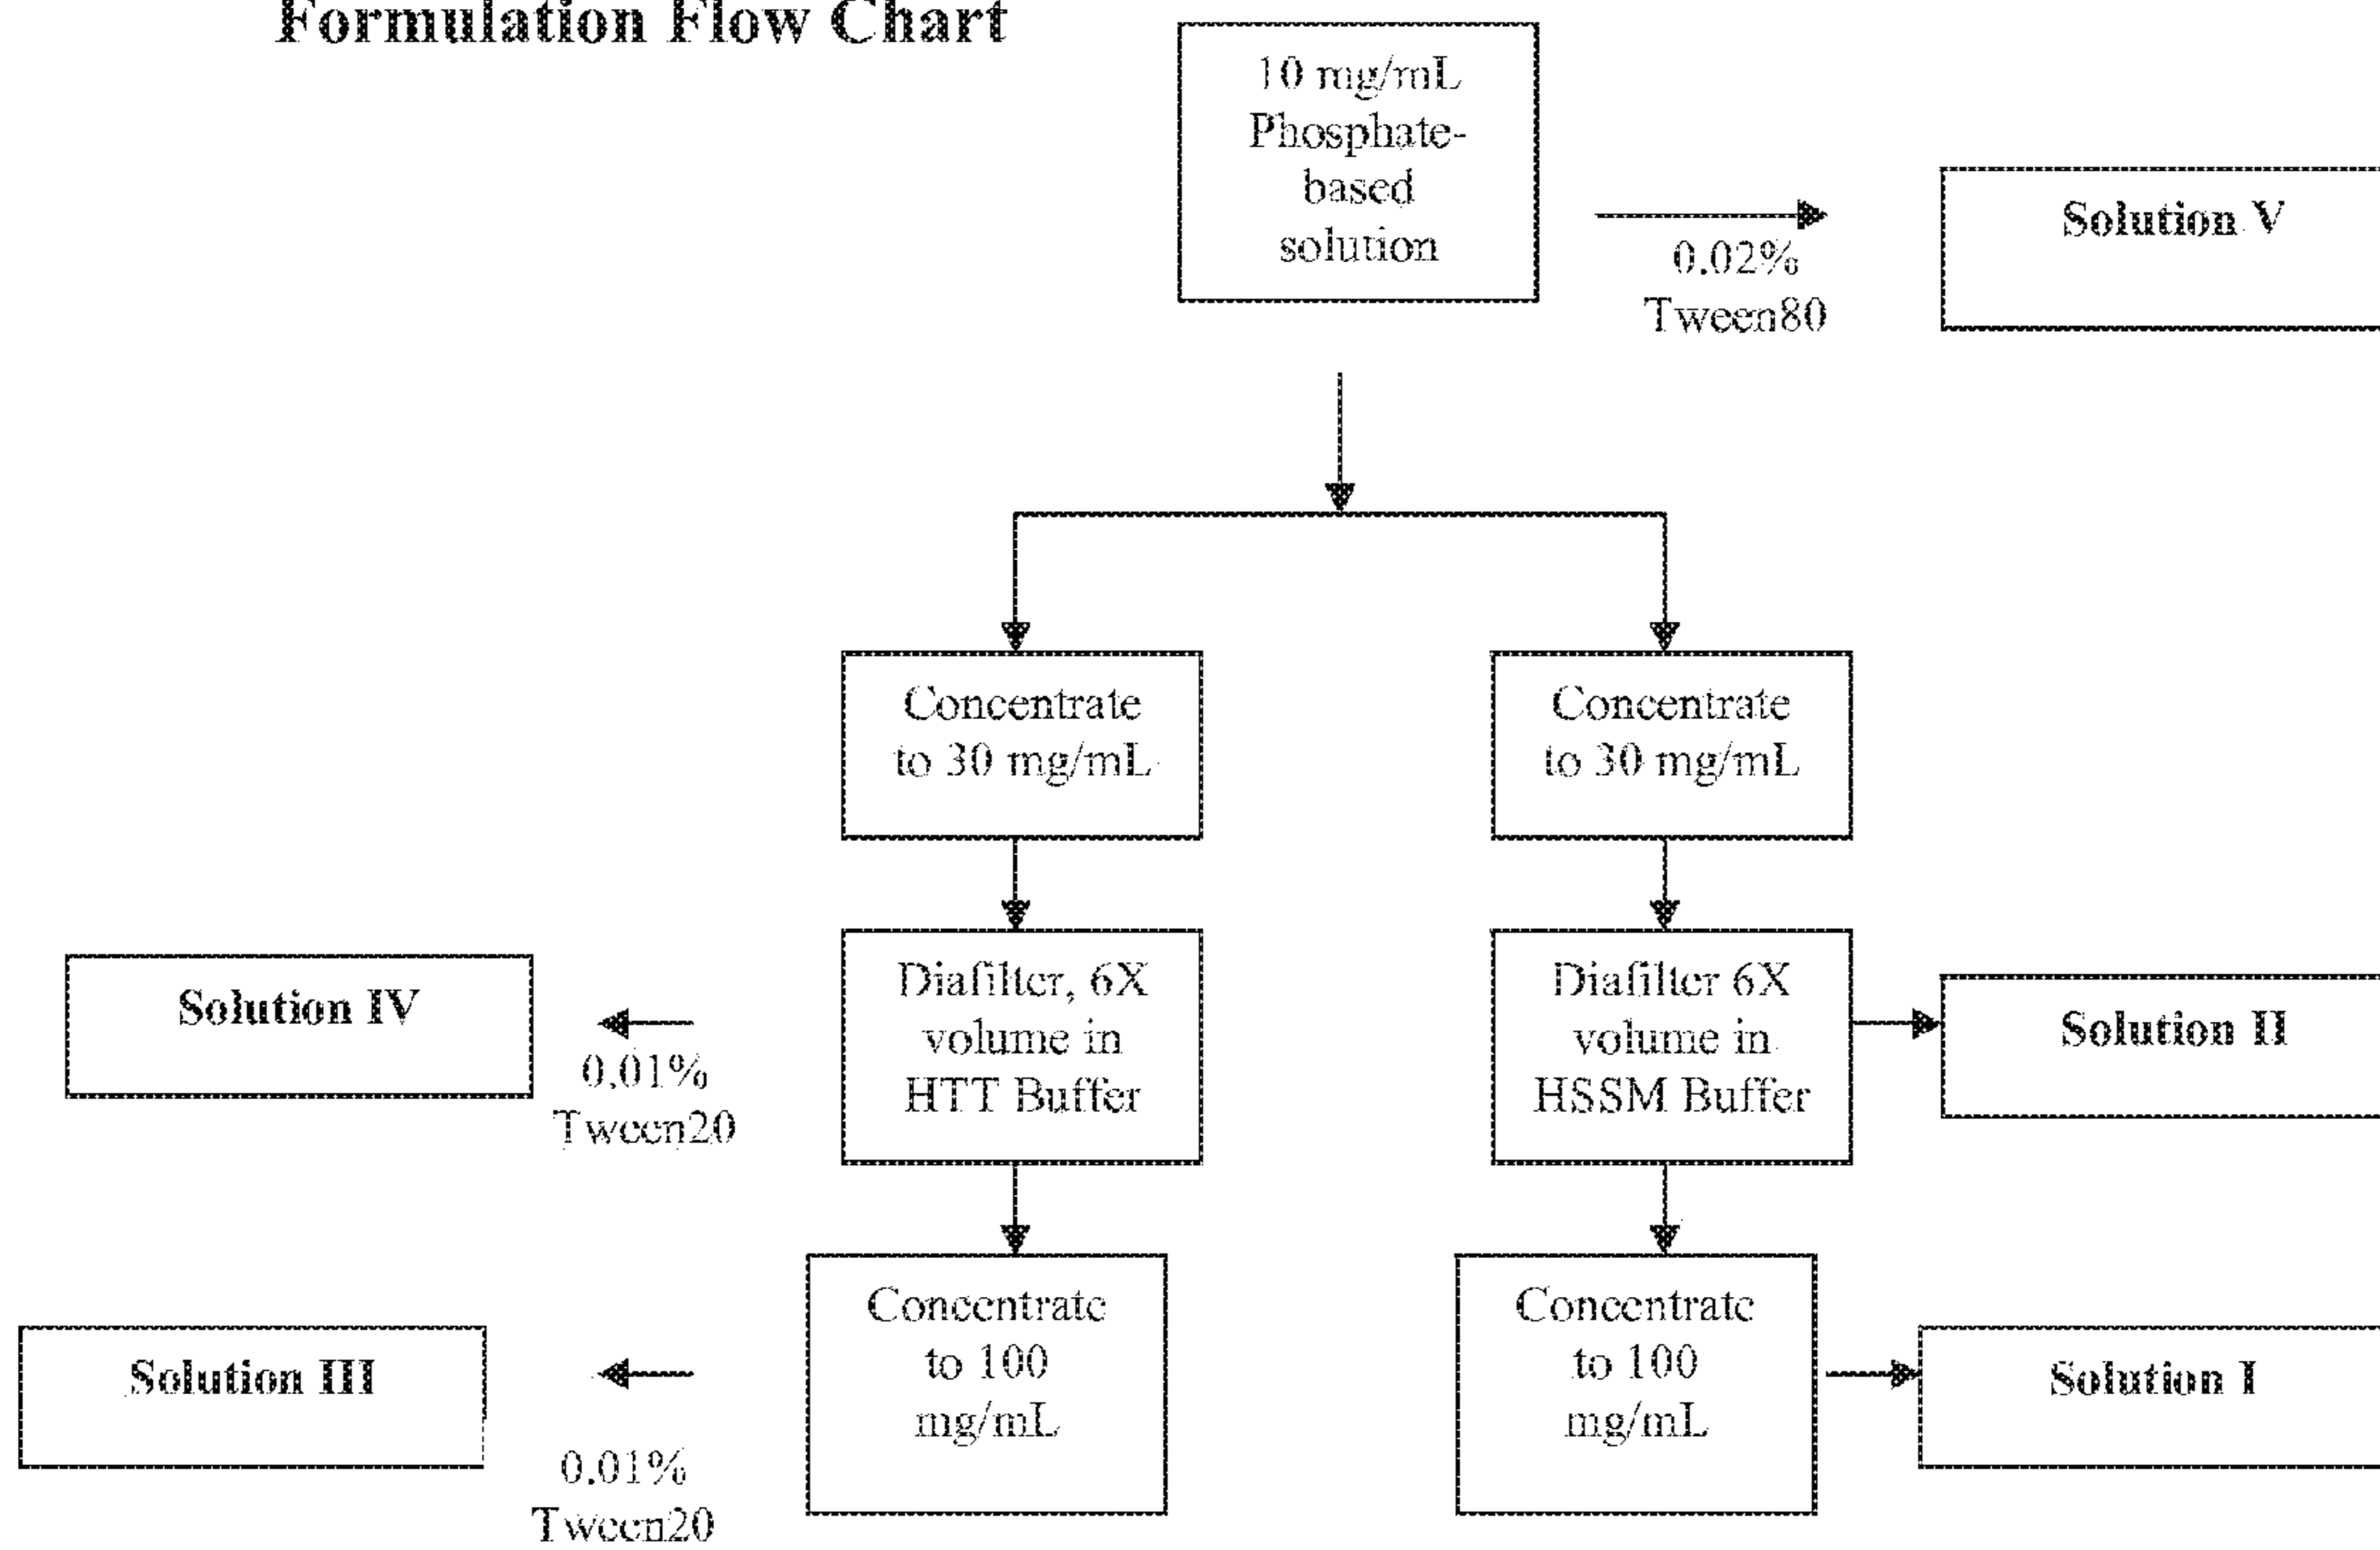 Formulation Flow Chart
10 mg/mL
Phosphate-
based
solution
0.02%
Tween80
Solution V
Concentrate
to 30 mg/mL
Concentrate
to 30 mg/mL
Solution IV
0.01%
Tween20
Diafilter, 6X
volume in
HTT Buffer
Diafilter 6X
volume in
HSSM Buffer
Solution II
Solution III
0.01%
Tween20
Concentrate
to 100
mg/mL
Concentrate
to 100
mg/mL
Solution I